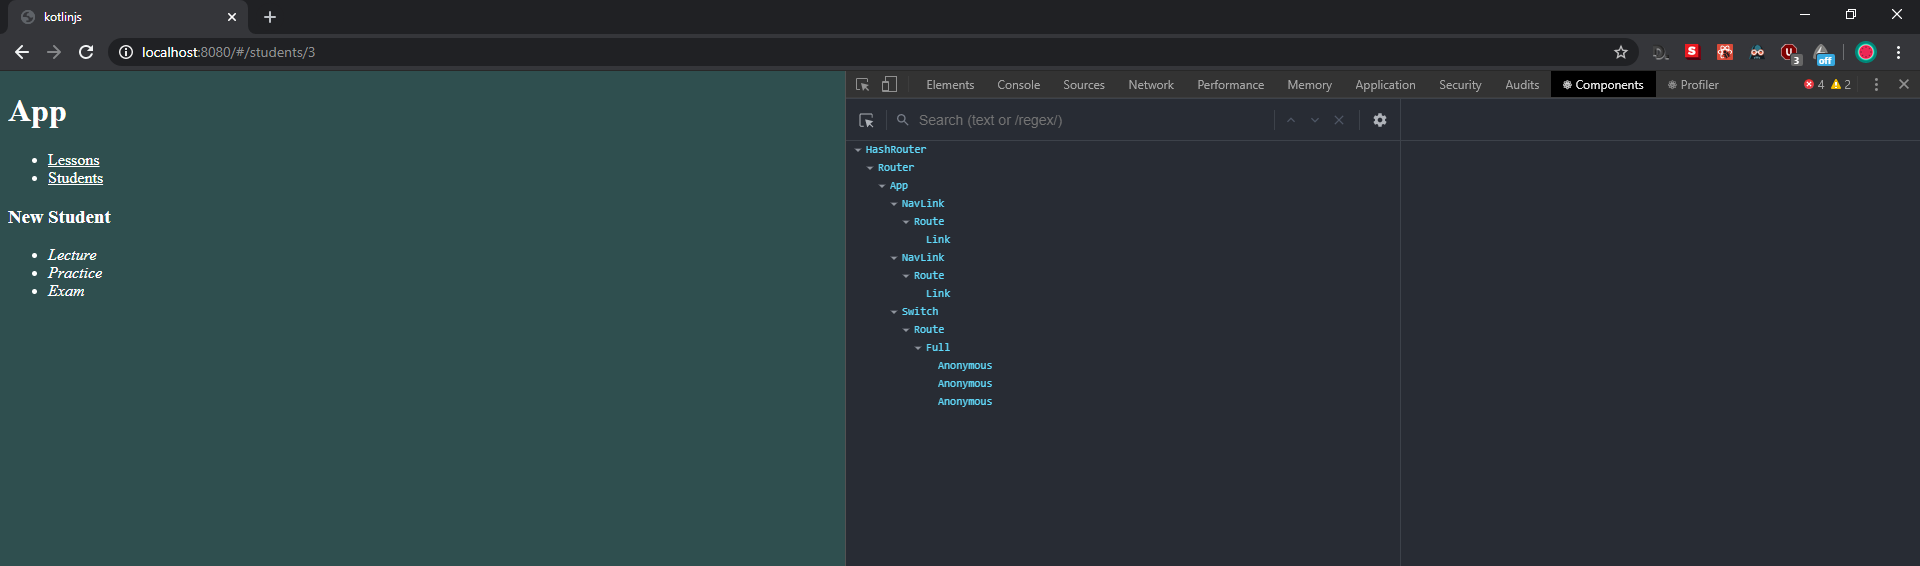 kotlinjs
localhost:8080/#/students/3
S
U
3
off
App
Lessons
Students
New Student
Lecture
Practice
Exam
Elements Console Sources Network Performance Memory Application Security Audits Components Profiler 4 2
Search (text or /regex/)
HashRouter
Router
App
NavLink
Route
Link
NavLink
Route
Link
Switch
Route
Full
Anonymous
Anonymous
Anonymous